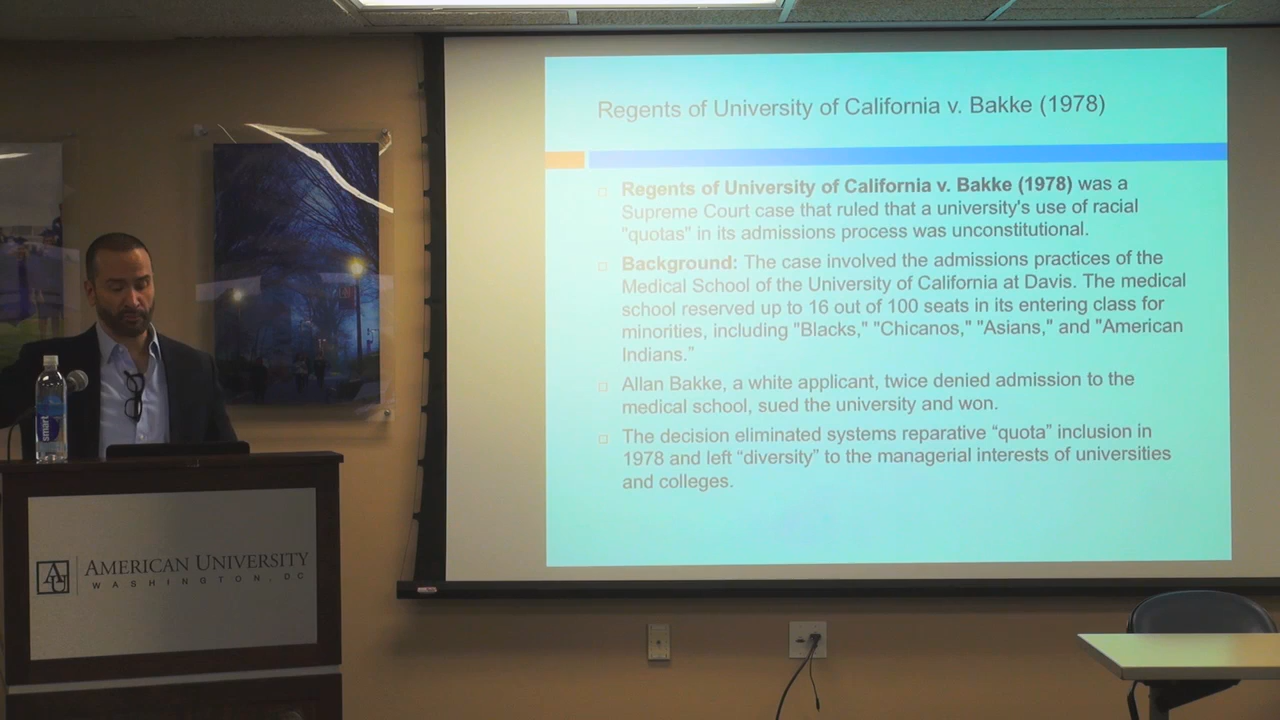 Regents of University of California v. Bakke (1978)
Regents of University of California v. Bakke (1978) was a
Supreme Court case that ruled that a university's use of racial
"quotas" in its admissions process was unconstitutional.
Background: The case involved the admissions practices of the
Medical School of the University of California at Davis. The medical
school reserved up to 16 out of 100 seats in its entering class for
minorities, including "Blacks," "Chicanos," "Asians," and "American
Indians.”
Allan Bakke, a white applicant, twice denied admission to the
medical school, sued the university and won.
The decision eliminated systems reparative “quota” inclusion in
1978 and left “diversity” to the managerial interests of universities
and colleges.
smart
AU
AMERICAN UNIVERSITY
WASHINGTON, DC